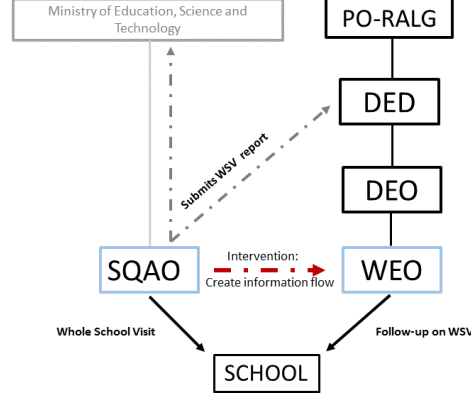 Ministry of Education, Science and
Technology
PO-RALG
DED
Submits WSV report
DEO
SQAO
Intervention:
Create information flow
WEO
Whole School Visit
Follow-up on WSV
SCHOOL